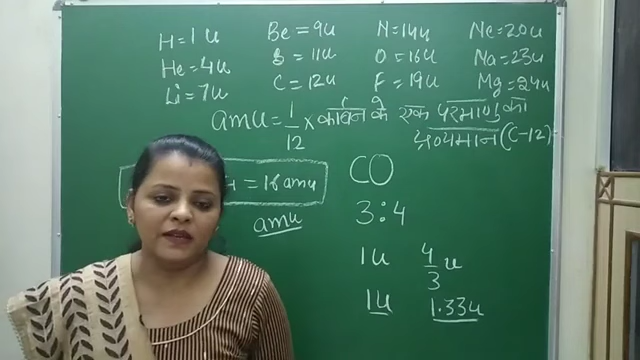 H = 1u Be = 9u N = 14u Ne = 20u
He = 4u B = 11u O = 16u Na = 23u
Li = 7u C = 12u F = 19u Mg = 24u
amu = 1/12 × कार्बन के एक परमाणु का
द्रव्यमान (C-12)
= 16 amu
amu
CO
3:4
1u 4/3 u
1u 1.33u